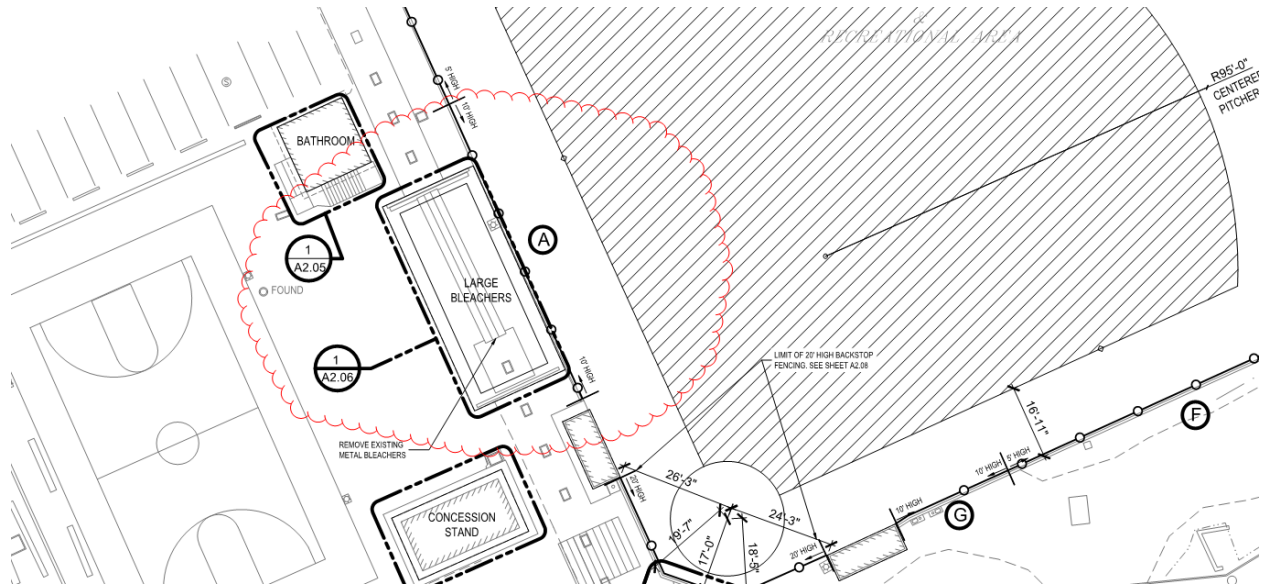 &
RECREATIONAL AREA
R95'-0"
CENTERED
PITCHER
5' HIGH
10' HIGH
S
BATHROOM
A
1
A2.05
FOUND
LARGE
BLEACHERS
1
A2.06
10' HIGH
LIMIT OF 20' HIGH BACKSTOP
FENCING. SEE SHEET A2.08
REMOVE EXISTING
METAL BLEACHERS
16'-11"
F
10' HIGH
5' HIGH
26'-3"
20' HIGH
10' HIGH
G
CONCESSION
STAND
24'-3"
19'-7"
17'-0"
18'-5"
20' HIGH